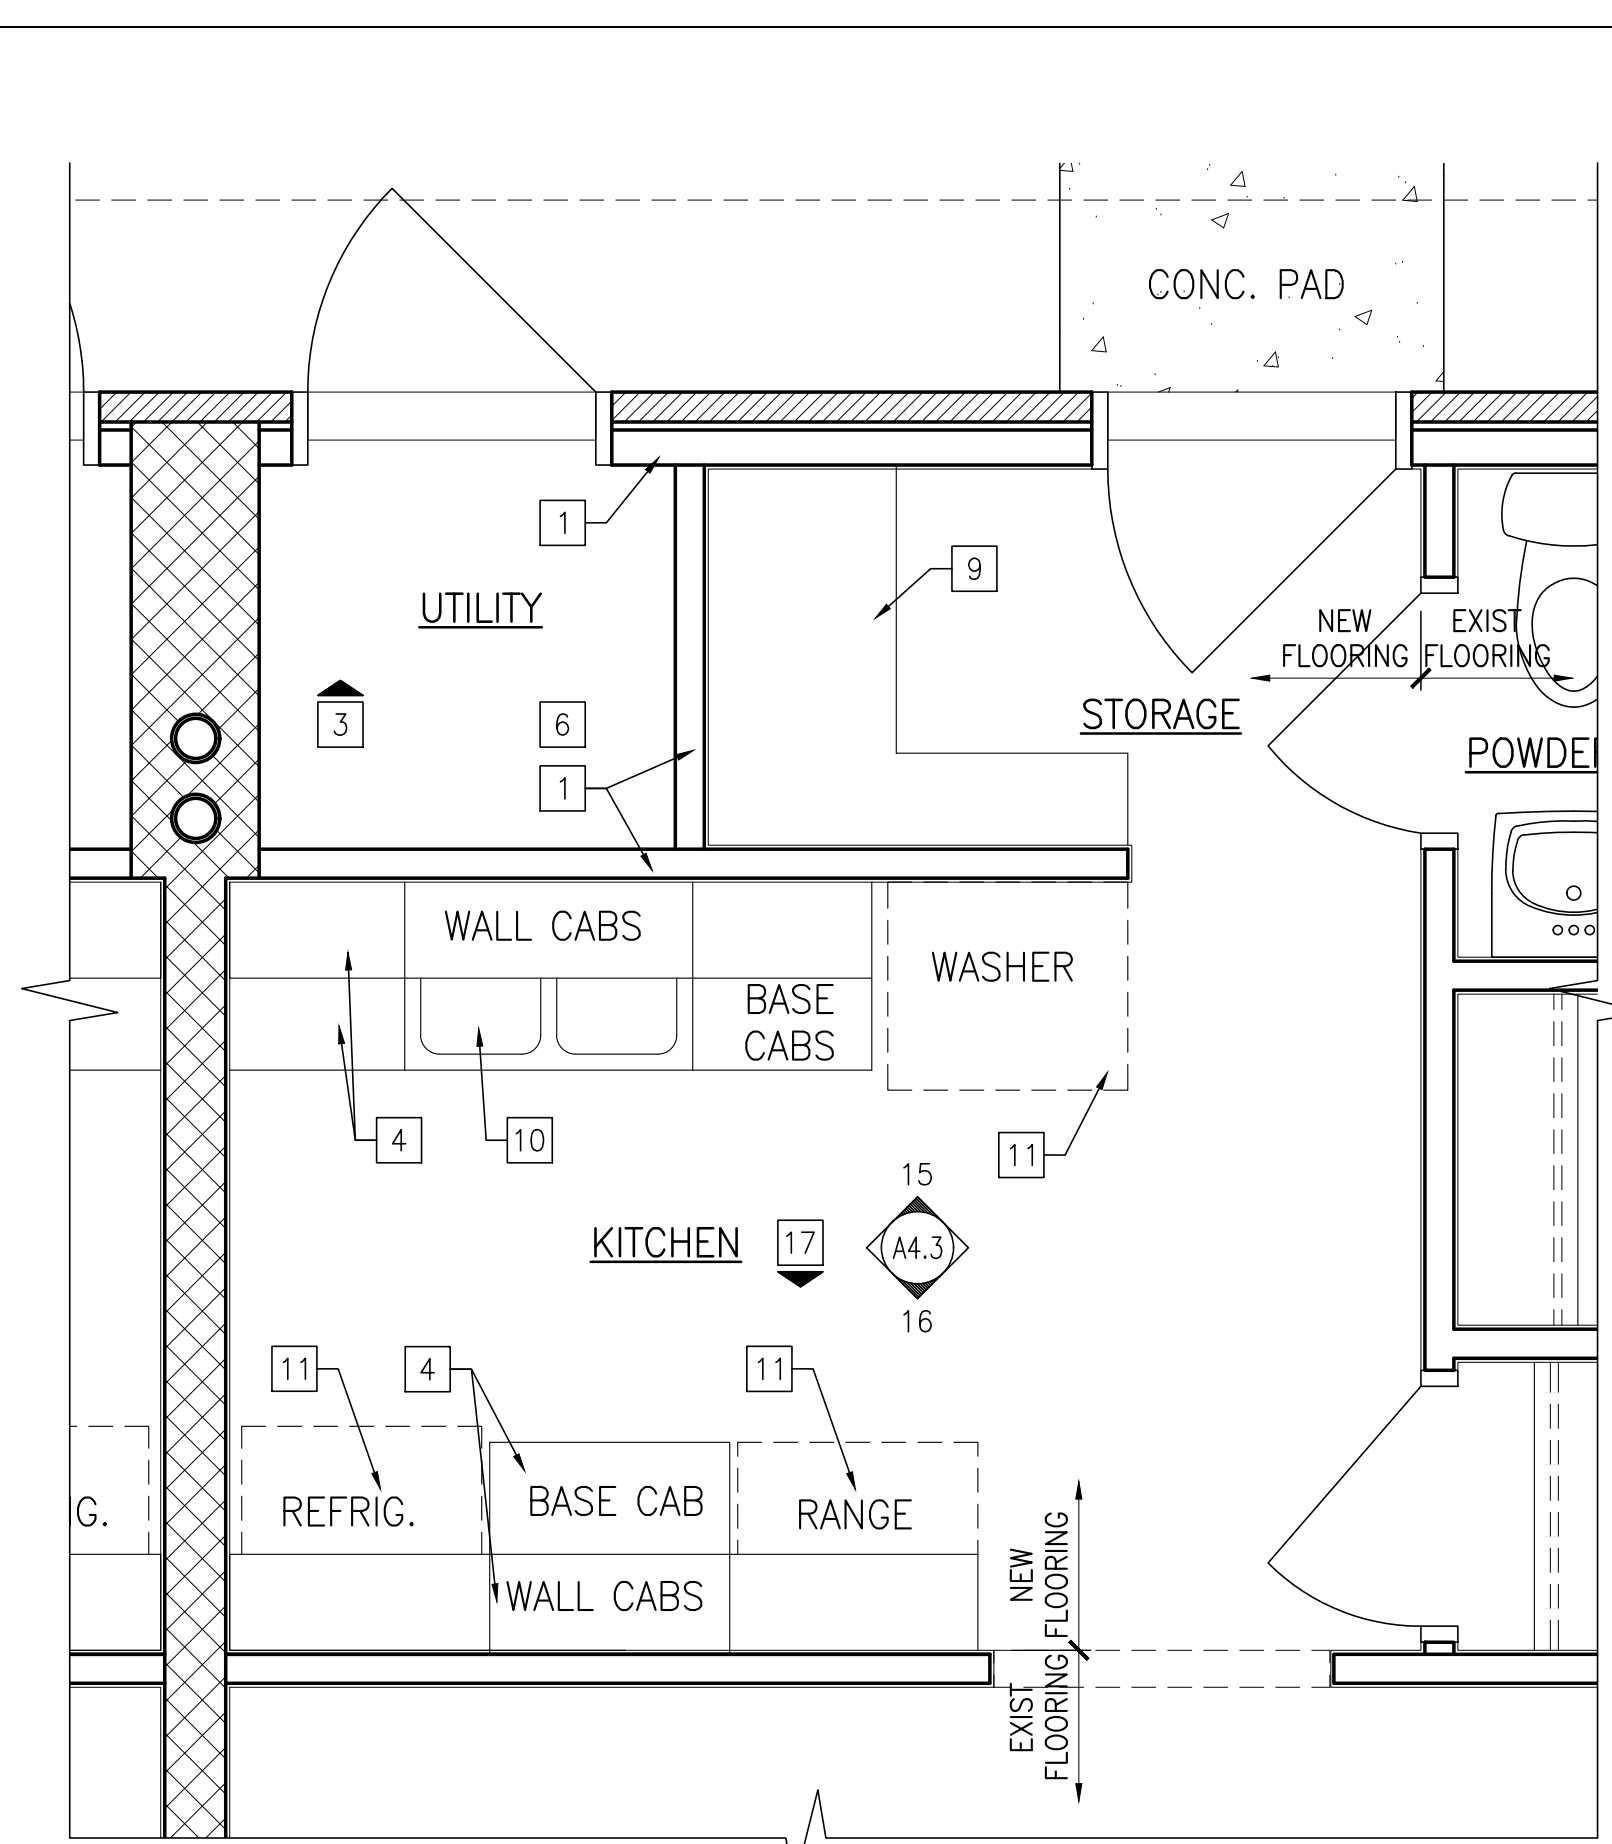 CONC. PAD
1
9
UTILITY
NEW
FLOORING
EXIST
FLOORING
3
6
STORAGE
1
WALL CABS
WASHER
BASE
CABS
4
10
11
15
KITCHEN
17
A4.3
16
11
4
11
G.
REFRIG.
BASE CAB
RANGE
WALL CABS
NEW
FLOORING
EXIST
FLOORING